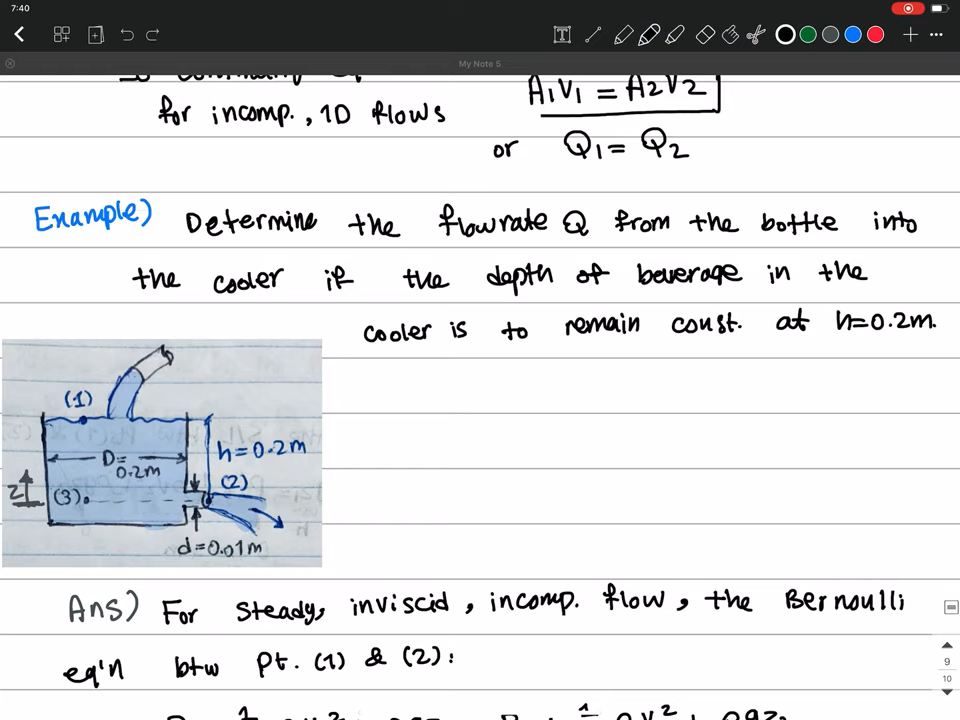 7:40
My Note 5
for incomp., 1D flows
A1V1 = A2V2
or Q1 = Q2
Example) Determine the flowrate Q from the bottle into
the cooler if the depth of beverage in the
cooler is to remain const. at h=0.2m.
(1)
D=
0.2m
h=0.2m
(2)
Z
(3)
d=0.01m
Ans) For steady, inviscid, incomp. flow, the Bernoulli
eq'n btw pt. (1) & (2):
9
10